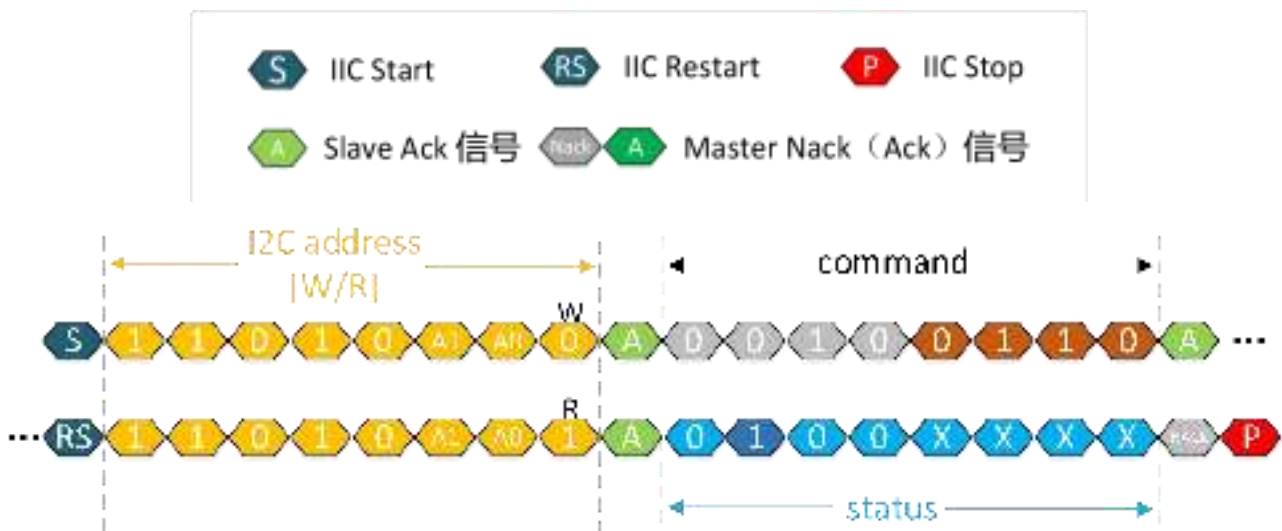 S IIC Start RS IIC Restart P IIC Stop
A Slave Ack 信号 Nack A Master Nack（Ack）信号
I2C address
[W/R]
command
W
S 1 1 0 1 0 A1 A0 0 A 0 0 1 0 0 1 1 0 A ...
R
... RS 1 1 0 1 0 A1 A0 1 A 0 1 0 0 X X X X NACK P
status